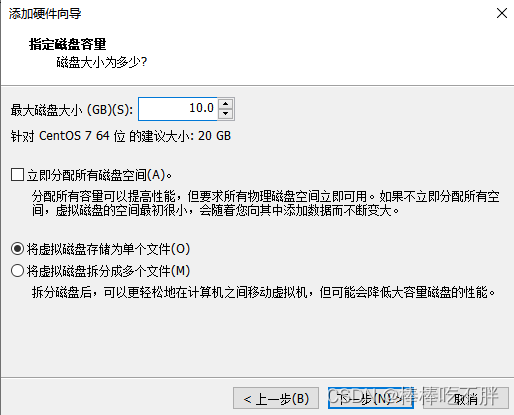 添加硬件向导
指定磁盘容量
磁盘大小为多少?
最大磁盘大小 (GB)(S): 10.0
针对 CentOS 7 64 位 的建议大小: 20 GB
立即分配所有磁盘空间(A)。
分配所有容量可以提高性能，但要求所有物理磁盘空间立即可用。如果不立即分配所有空
间，虚拟磁盘的空间最初很小，会随着您向其中添加数据而不断变大。
将虚拟磁盘存储为单个文件(O)
将虚拟磁盘拆分成多个文件(M)
拆分磁盘后，可以更轻松地在计算机之间移动虚拟机，但可能会降低大容量磁盘的性能。
< 上一步(B) 下一步(N) > 取消
CSDN @棒棒吃不胖